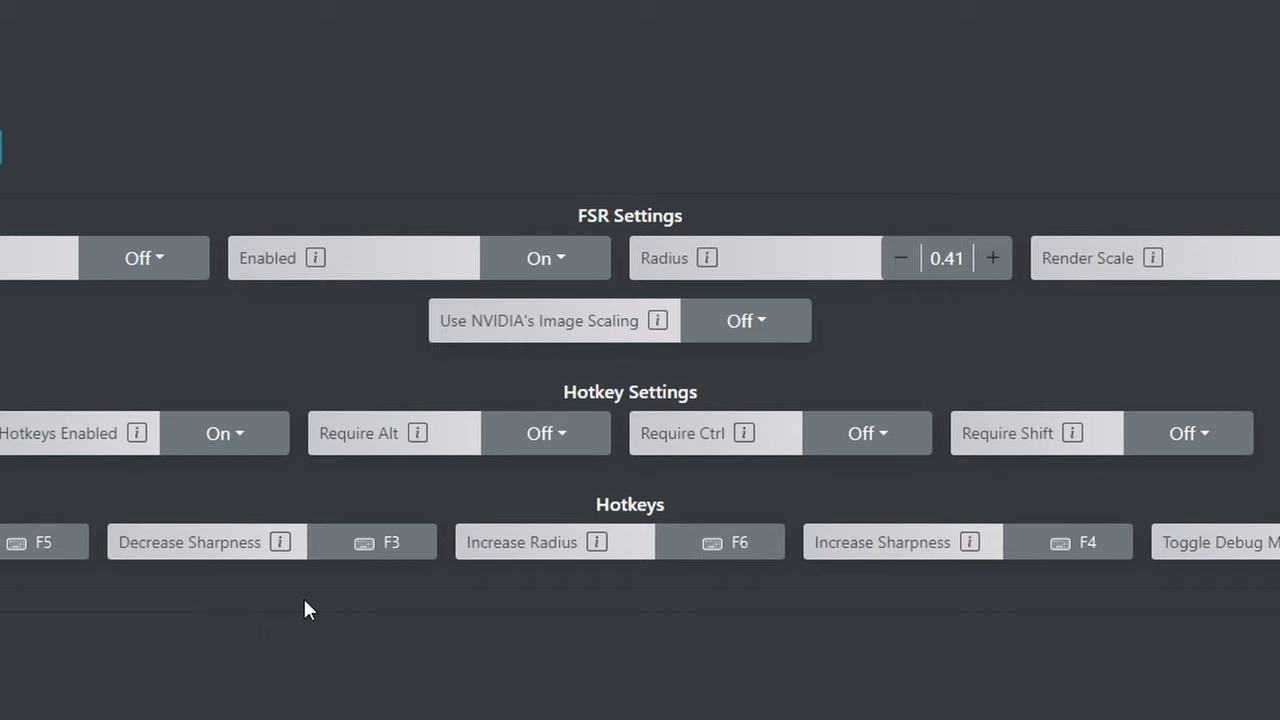 FSR Settings
Off Enabled i On Radius i − 0.41 + Render Scale i
Use NVIDIA's Image Scaling i Off
Hotkey Settings
Hotkeys Enabled i On Require Alt i Off Require Ctrl i Off Require Shift i Off
Hotkeys
F5 Decrease Sharpness i F3 Increase Radius i F6 Increase Sharpness i F4 Toggle Debug M